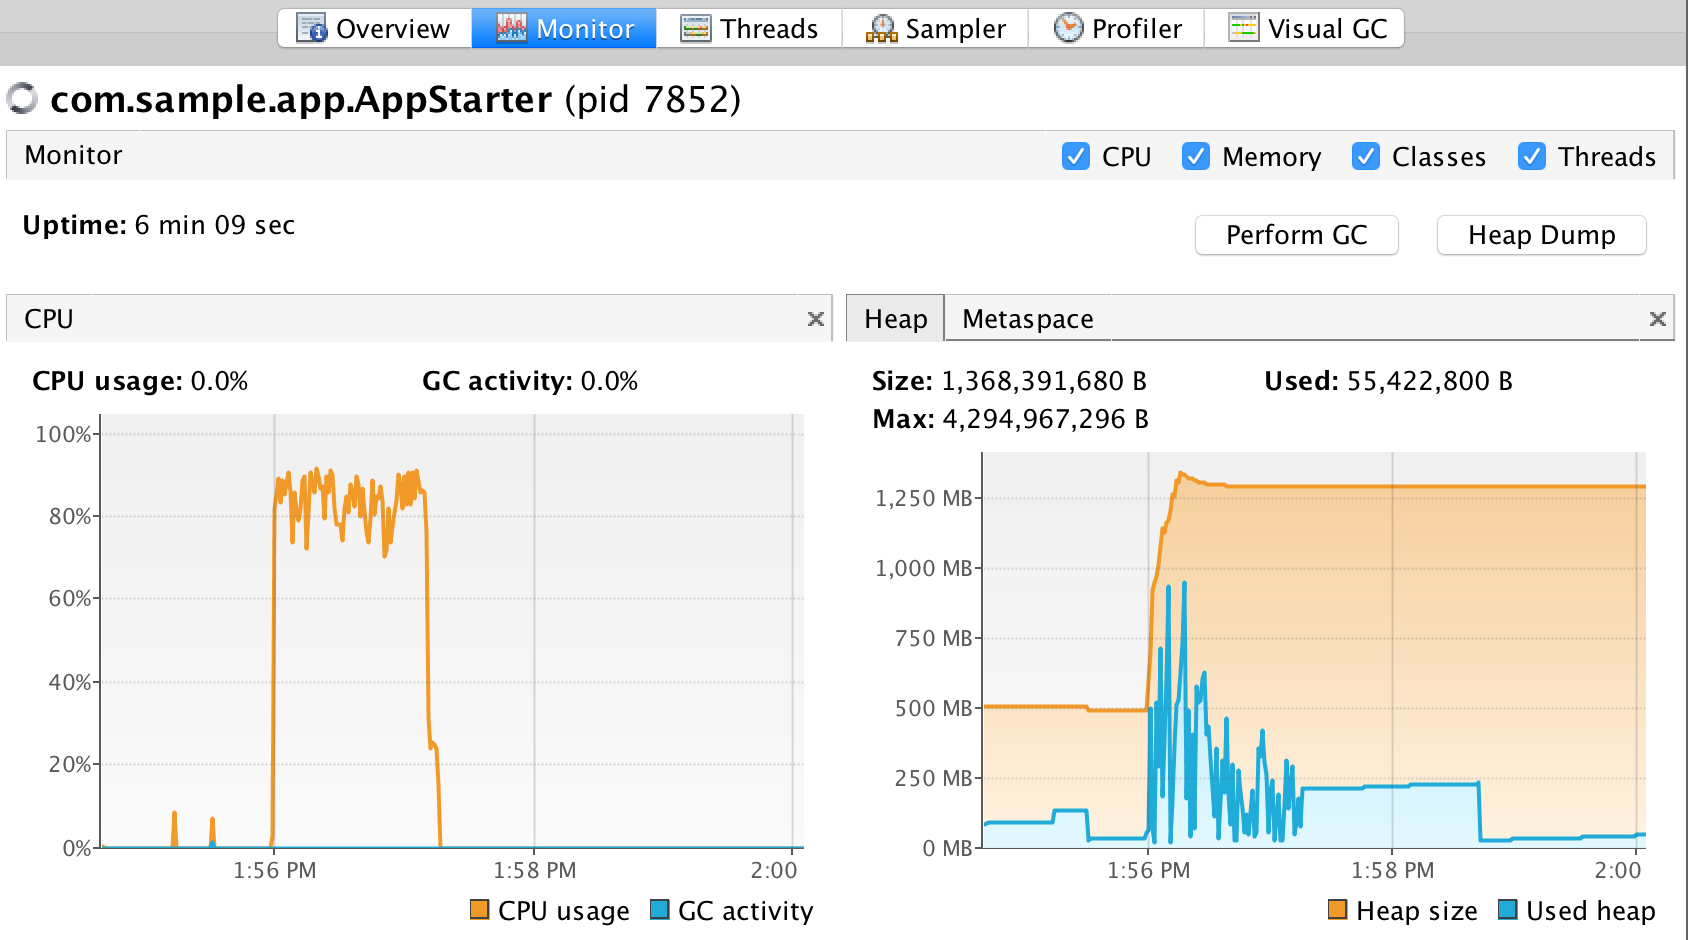 Overview Monitor Threads Sampler Profiler Visual GC
com.sample.app.AppStarter (pid 7852)
Monitor CPU Memory Classes Threads
Uptime: 6 min 09 sec
Perform GC Heap Dump
CPU
CPU usage: 0.0% GC activity: 0.0%
100%
80%
60%
40%
20%
0%
1:56 PM 1:58 PM 2:00
CPU usage GC activity
Heap Metaspace
Size: 1,368,391,680 B Used: 55,422,800 B
Max: 4,294,967,296 B
1,250 MB
1,000 MB
750 MB
500 MB
250 MB
0 MB
1:56 PM 1:58 PM 2:00
Heap size Used heap